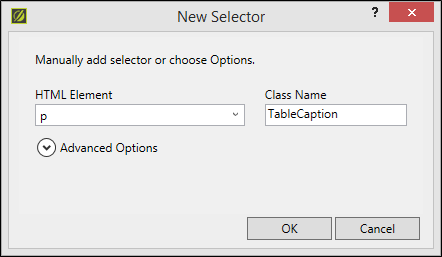 New Selector
?
Manually add selector or choose Options.
HTML Element
Class Name
p
TableCaption
Advanced Options
OK
Cancel